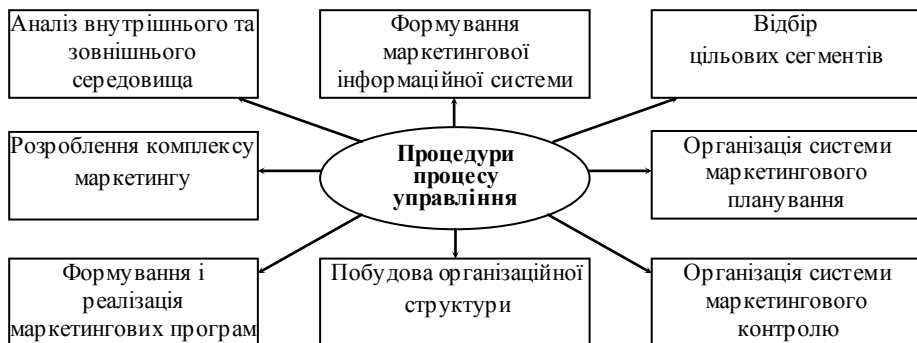 Аналіз внутрішнього та
зовнішнього
середовища
Формування
маркетингової
інформаційної системи
Відбір
цільових сегментів
Розроблення комплексу
маркетингу
Процедури
процесу
управління
Організація системи
маркетингового
планування
Формування і
реалізація
маркетингових програм
Побудова організаційної
структури
Організація системи
маркетингового
контролю